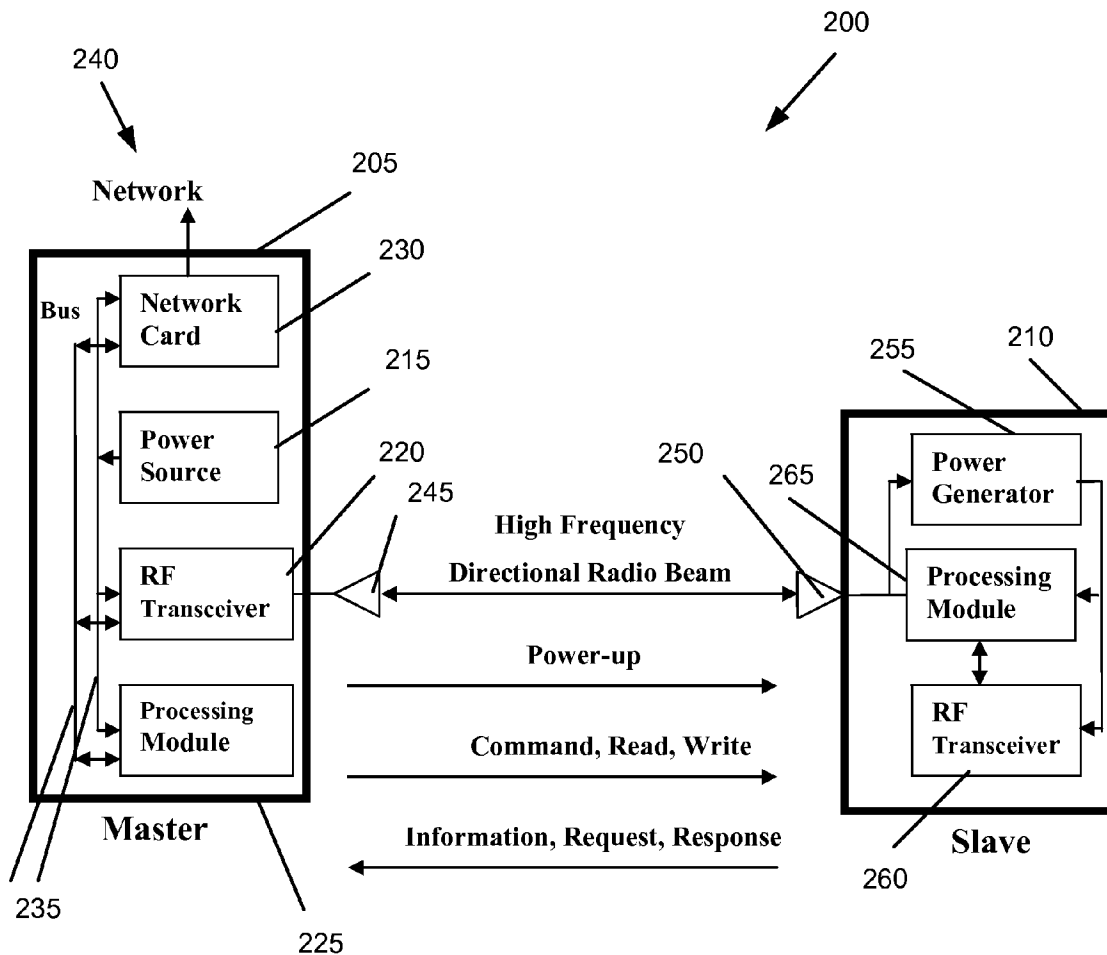 200
240
Network
205
230
Bus
Network
Card
215
Power
Source
220
245
RF
Transceiver
Processing
Module
Master
235
225
High Frequency
Directional Radio Beam
Power-up
Command, Read, Write
Information, Request, Response
250
265
255
210
Power
Generator
Processing
Module
RF
Transceiver
Slave
260